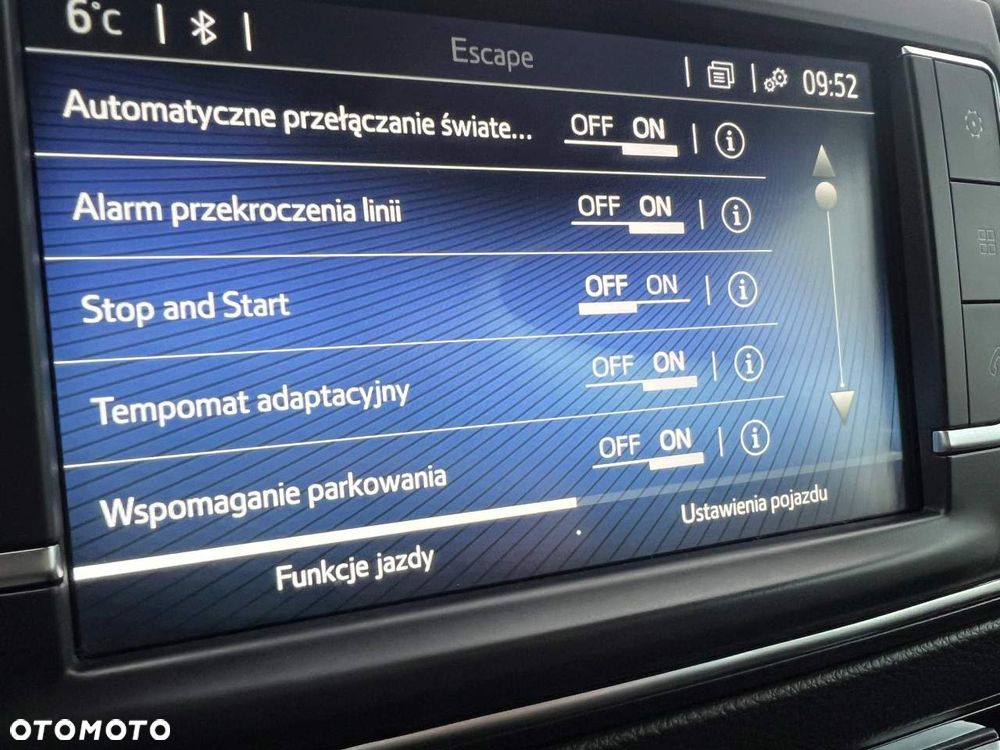 6°C
Escape
09:52
Automatyczne przełączanie świate...
OFF ON
Alarm przekroczenia linii
OFF ON
Stop and Start
OFF ON
Tempomat adaptacyjny
OFF ON
Wspomaganie parkowania
OFF ON
Funkcje jazdy
Ustawienia pojazdu
OTOMOTO